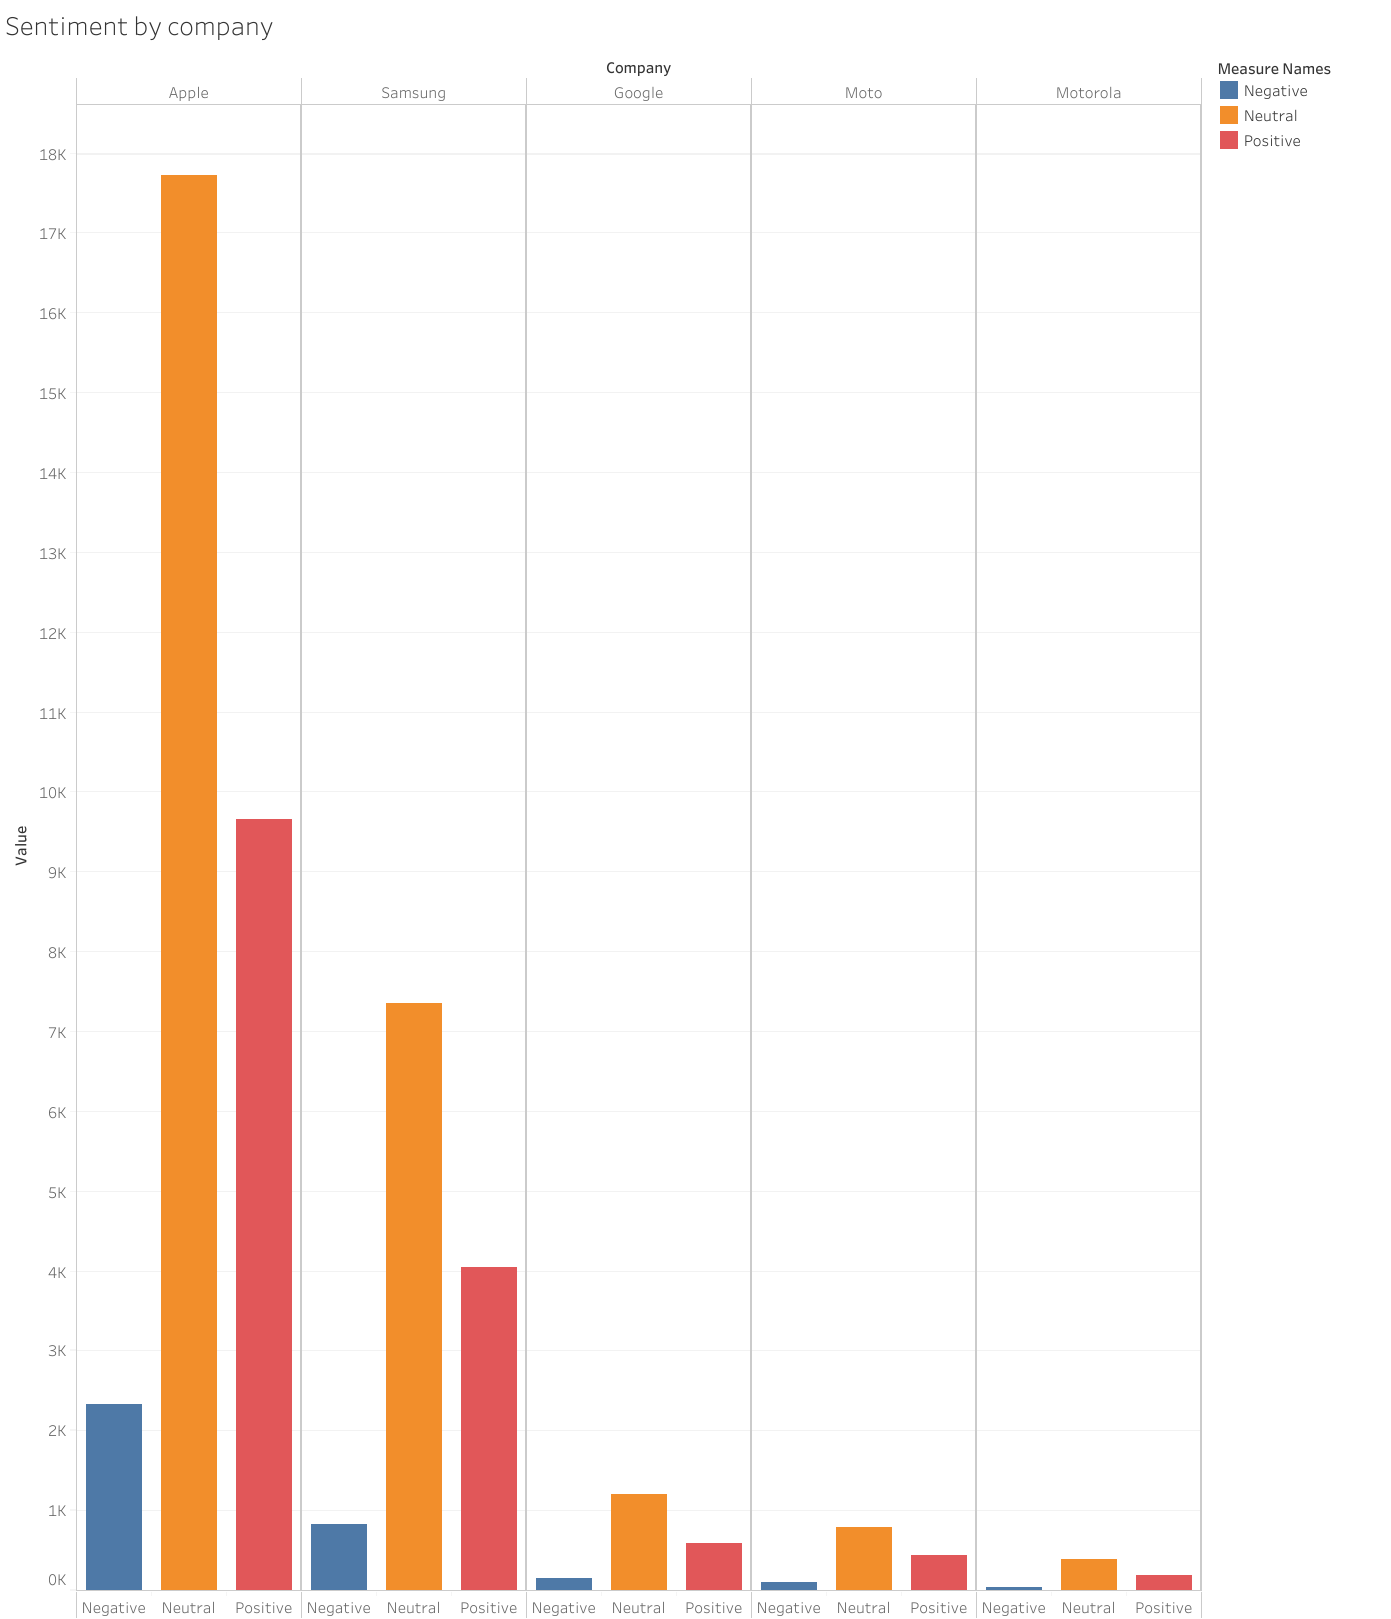 Sentiment by company
Company
Apple Samsung Google Moto Motorola
Measure Names
Negative
Neutral
Positive
18K
17K
16K
15K
14K
13K
12K
11K
10K
9K
8K
7K
6K
5K
4K
3K
2K
1K
0K
Value
Negative Neutral Positive Negative Neutral Positive Negative Neutral Positive Negative Neutral Positive Negative Neutral Positive